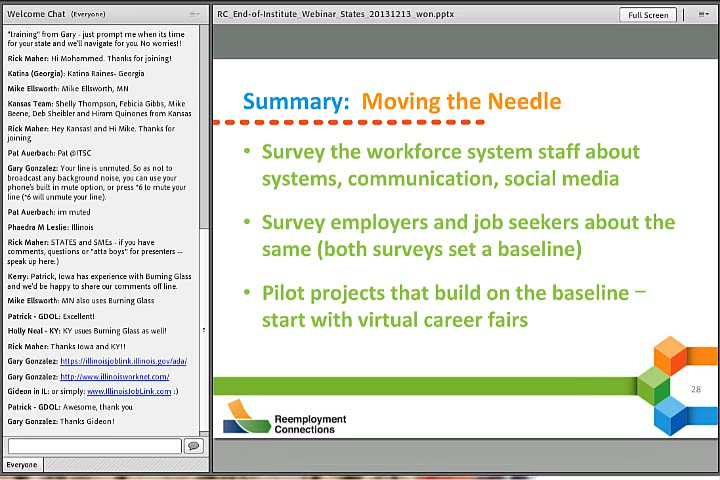 Welcome Chat (Everyone)
"training" from Gary - just prompt me when its time
for your state and we'll navigate for you. No worries!!
Rick Maher: Hi Mohammed. Thanks for joining!
Katina (Georgia): Katina Raines- Georgia
Mike Ellsworth: Mike Ellsworth, MN
Kansas Team: Shelly Thompson, Febicia Gibbs, Mike
Beene, Deb Sheibler and Hiram Quinones from Kansas
Rick Maher: Hey Kansas! and Hi Mike. Thanks for
joining
Pat Auerbach: Pat @ITSC
Gary Gonzalez: Your line is unmuted. So as not to
broadcast any background noise, you can use your
phone's built in mute option, or press *6 to mute your
line (*6 will unmute your line).
Pat Auerbach: im muted
Phaedra M Leslie: Illinois
Rick Maher: STATES and SMEs - if you have
comments, questions or "atta boys" for presenters --
speak up here:)
Kerry: Patrick, Iowa has experience with Burning Glass
and we'd be happy to share our comments off line.
Mike Ellsworth: MN also uses Burning Glass
Patrick - GDOL: Excellent!
Holly Neal - KY: KY usues Burning Glass as well!
Rick Maher: Thanks Iowa and KY!!
Gary Gonzalez: https://illinoisjoblink.illinois.gov/ada/
Gary Gonzalez: http://www.illinoisworknet.com/
Gideon in IL: or simply: www.IllinoisJobLink.com :)
Patrick - GDOL: Awesome, thank you.
Gary Gonzalez: Thanks Gideon!
Everyone
RC_End-of-Institute_Webinar_States_20131213_won.pptx
Full Screen
Summary: Moving the Needle
• Survey the workforce system staff about
systems, communication, social media
• Survey employers and job seekers about the
same (both surveys set a baseline)
• Pilot projects that build on the baseline –
start with virtual career fairs
28
Reemployment
Connections